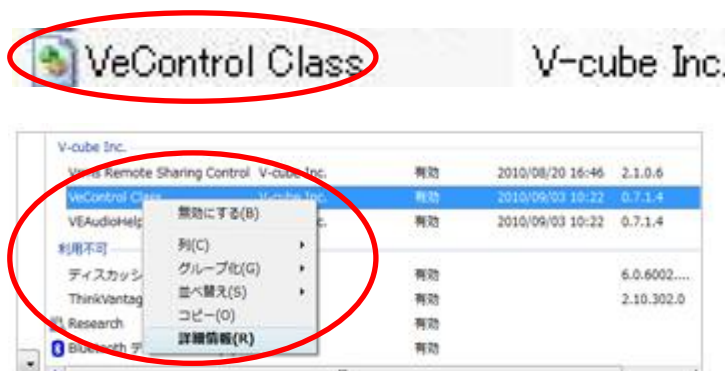 VeControl Class V-cube Inc.
V-cube Inc.
Remote Sharing Control V-cube Inc. 有効 2010/08/20 16:46 2.1.0.6
VeControl Class V-cube Inc. 有効 2010/09/03 10:22 0.7.1.4
VEAudioHelp 有効 2010/09/03 10:22 0.7.1.4
無効にする(B)
利用不可
列(C)
ディスカッシ 有効 6.0.6002....
グループ化(G)
ThinkVantag 有効 2.10.302.0
並べ替え(S)
Research 有効
コピー(O)
Bluetooth デ 有効
詳細情報(R)